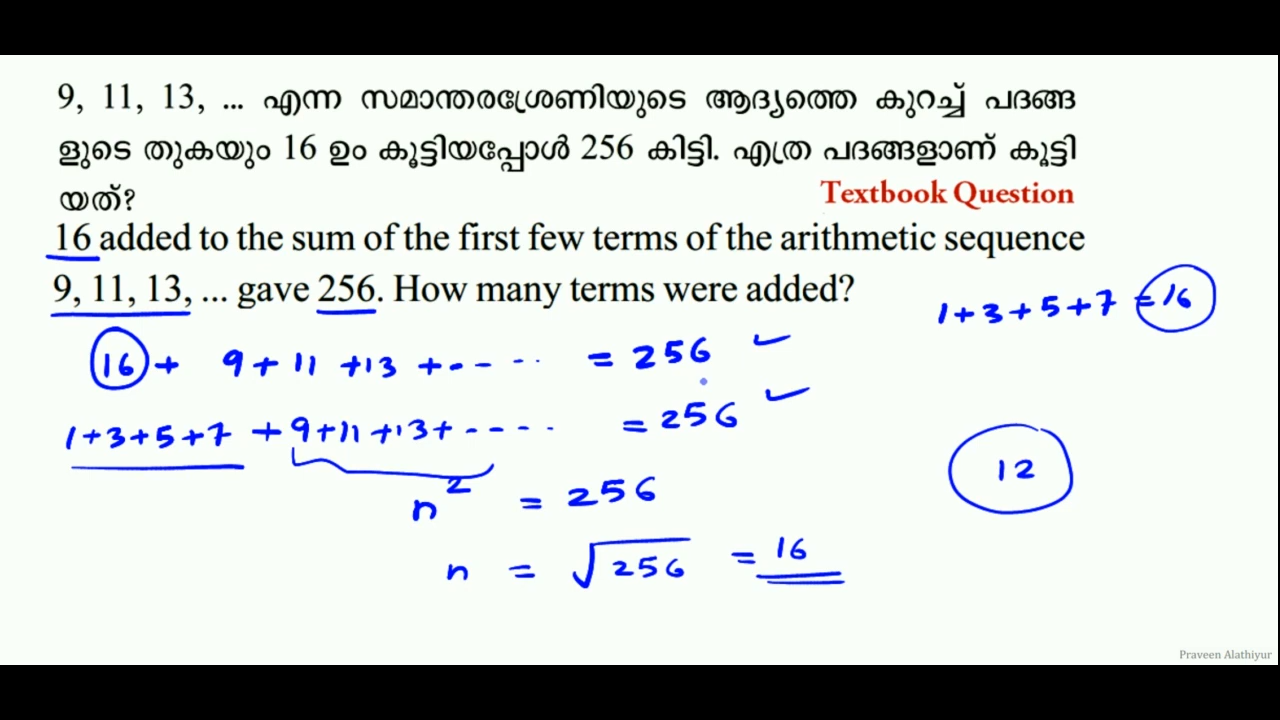 9, 11, 13, ... എന്ന സമാന്തരശ്രേണിയുടെ ആദ്യത്തെ കുറച്ച് പദങ്ങ
ളുടെ തുകയും 16 ഉം കൂട്ടിയപ്പോൾ 256 കിട്ടി. എത്ര പദങ്ങളാണ് കൂട്ടി
യത്?
Textbook Question
16 added to the sum of the first few terms of the arithmetic sequence
9, 11, 13, ... gave 256. How many terms were added?
1+3+5+7 = 16
16 + 9+11+13+---.. = 256
1+3+5+7 + 9+11+13+---.. = 256
12
n² = 256
n = √256 = 16
Praveen Alathiyur